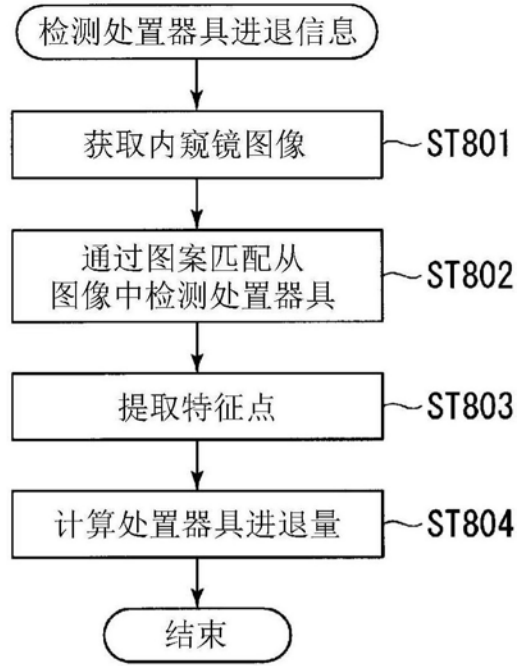 检测处置器具进退信息
获取内窥镜图像
ST801
通过图案匹配从
图像中检测处置器具
ST802
提取特征点
ST803
计算处置器具进退量
ST804
结束